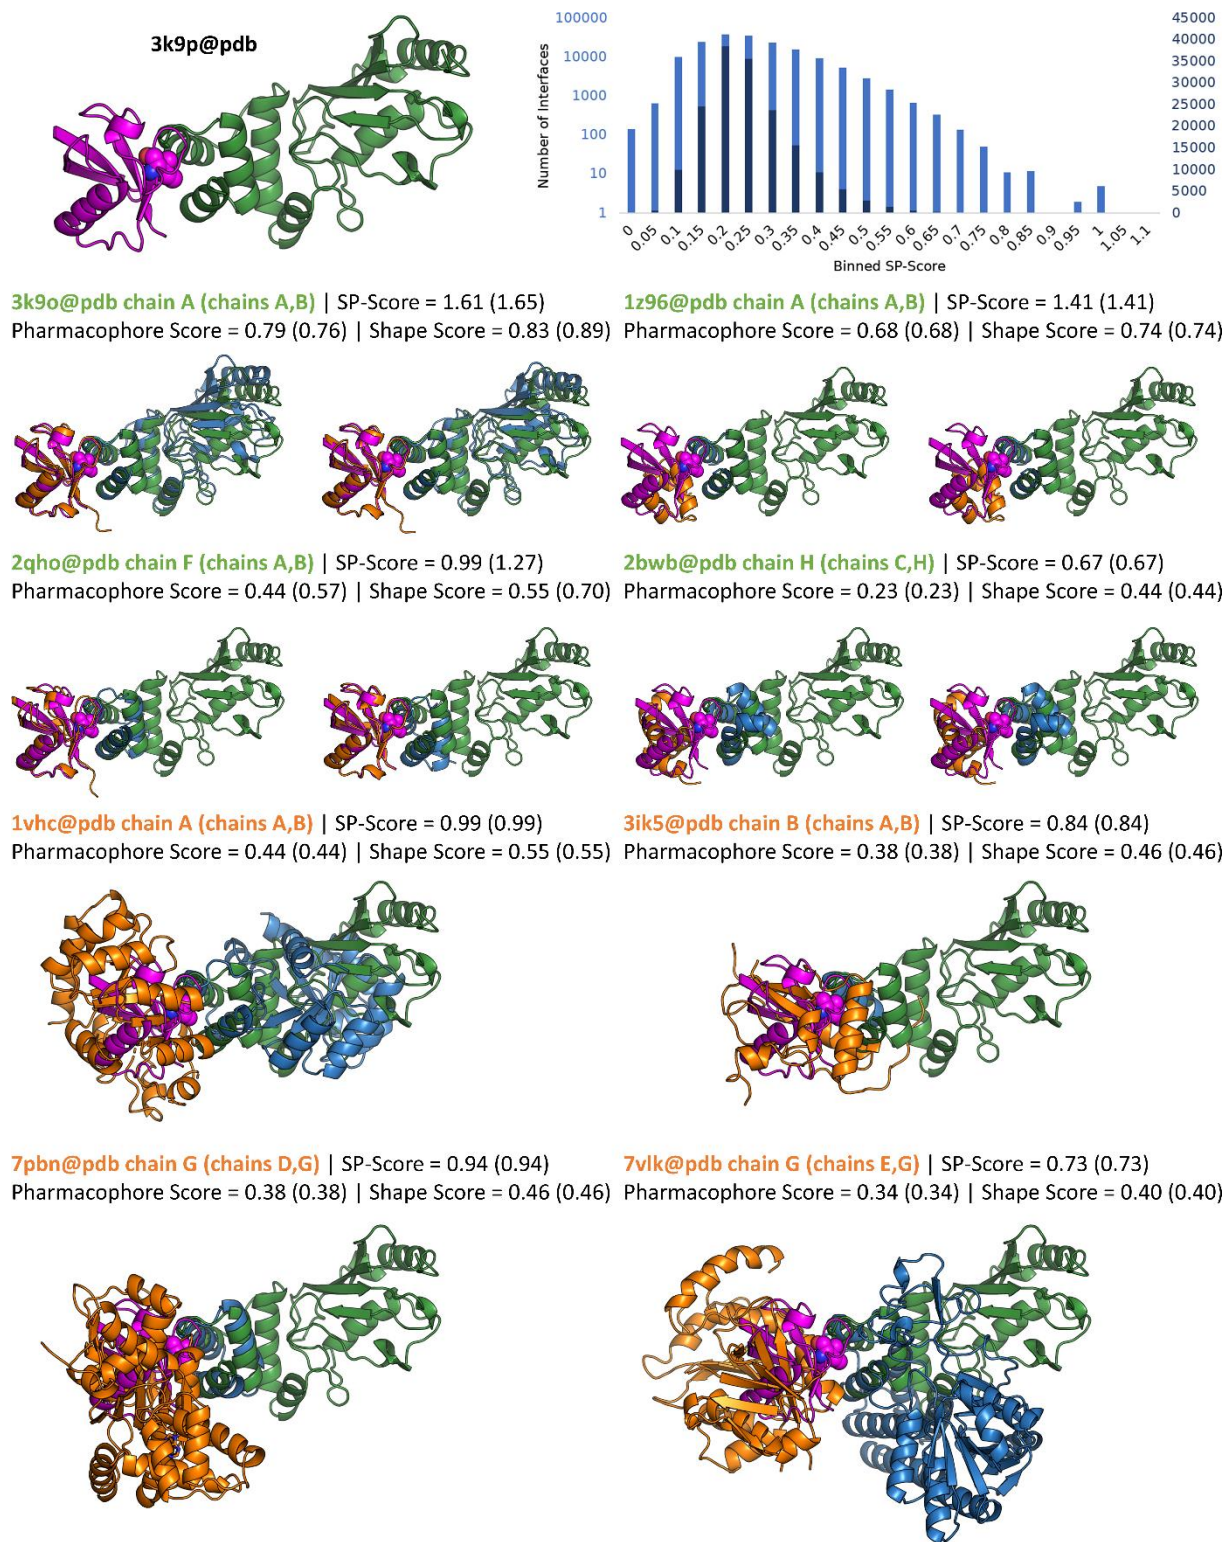 3k9p@pdb
Number of Interfaces
100000
10000
1000
100
10
1
45000
40000
35000
30000
25000
20000
15000
10000
5000
0
0 0.05 0.1 0.15 0.2 0.25 0.3 0.35 0.4 0.45 0.5 0.55 0.6 0.65 0.7 0.75 0.8 0.85 0.9 0.95 1 1.05 1.1
Binned SP-Score
3k9o@pdb chain A (chains A,B) | SP-Score = 1.61 (1.65)
Pharmacophore Score = 0.79 (0.76) | Shape Score = 0.83 (0.89)
1z96@pdb chain A (chains A,B) | SP-Score = 1.41 (1.41)
Pharmacophore Score = 0.68 (0.68) | Shape Score = 0.74 (0.74)
2qho@pdb chain F (chains A,B) | SP-Score = 0.99 (1.27)
Pharmacophore Score = 0.44 (0.57) | Shape Score = 0.55 (0.70)
2bwb@pdb chain H (chains C,H) | SP-Score = 0.67 (0.67)
Pharmacophore Score = 0.23 (0.23) | Shape Score = 0.44 (0.44)
1vhc@pdb chain A (chains A,B) | SP-Score = 0.99 (0.99)
Pharmacophore Score = 0.44 (0.44) | Shape Score = 0.55 (0.55)
3ik5@pdb chain B (chains A,B) | SP-Score = 0.84 (0.84)
Pharmacophore Score = 0.38 (0.38) | Shape Score = 0.46 (0.46)
7pbn@pdb chain G (chains D,G) | SP-Score = 0.94 (0.94)
Pharmacophore Score = 0.38 (0.38) | Shape Score = 0.46 (0.46)
7vlk@pdb chain G (chains E,G) | SP-Score = 0.73 (0.73)
Pharmacophore Score = 0.34 (0.34) | Shape Score = 0.40 (0.40)